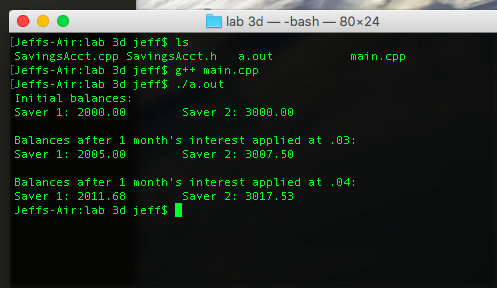 lab 3d — -bash — 80×24
[Jeffs-Air:lab 3d jeff$ ls
SavingsAcct.cpp SavingsAcct.h   a.out           main.cpp
[Jeffs-Air:lab 3d jeff$ g++ main.cpp
[Jeffs-Air:lab 3d jeff$ ./a.out
Initial balances:
Saver 1: 2000.00        Saver 2: 3000.00
Balances after 1 month's interest applied at .03:
Saver 1: 2005.00        Saver 2: 3007.50
Balances after 1 month's interest applied at .04:
Saver 1: 2011.68        Saver 2: 3017.53
Jeffs-Air:lab 3d jeff$